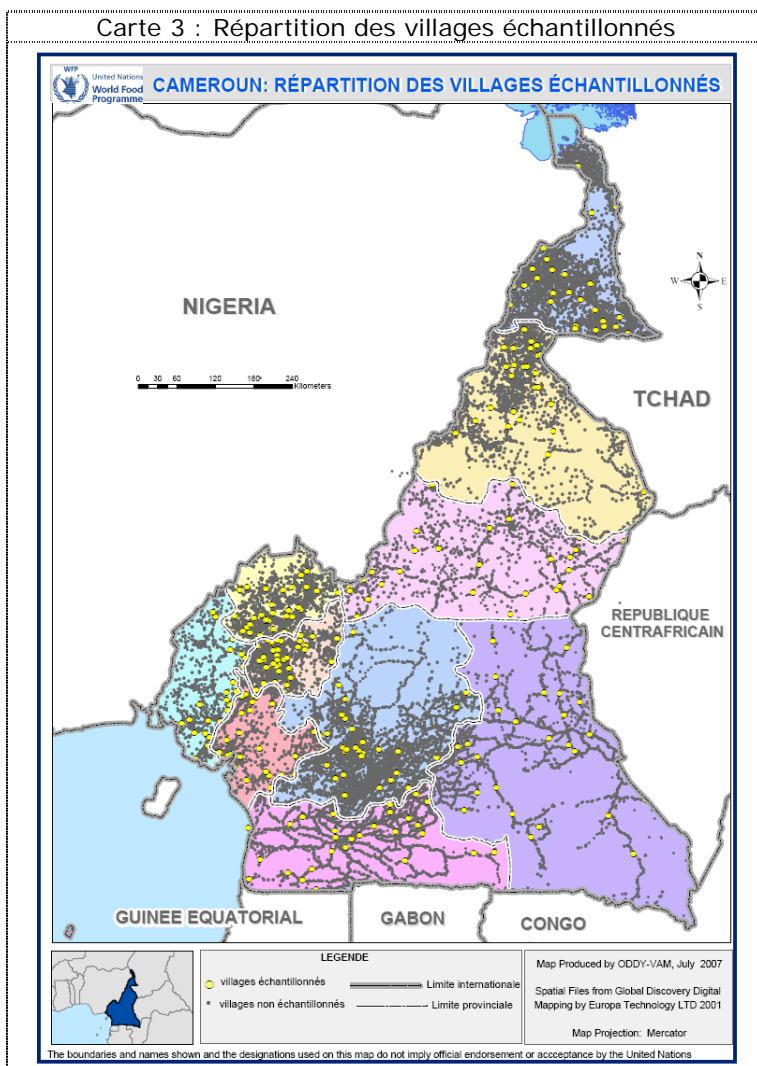 Carte 3 : Répartition des villages échantillonnés
WFP
United Nations
World Food
Programme
CAMEROUN: RÉPARTITION DES VILLAGES ÉCHANTILLONNÉS
N
W E
S
NIGERIA
0 30 60 120 180 240
Kilometers
TCHAD
REPUBLIQUE
CENTRAFRICAIN
GUINEE EQUATORIAL
GABON
CONGO
LEGENDE
villages échantillonnés
Limite internationale
villages non échantillonnés
Limite provinciale
Map Produced by ODDY-VAM, July 2007
Spatial Files from Global Discovery Digital
Mapping by Europa Technology LTD 2001
Map Projection: Mercator
The boundaries and names shown and the designations used on this map do not imply official endorsement or accceptance by the United Nations